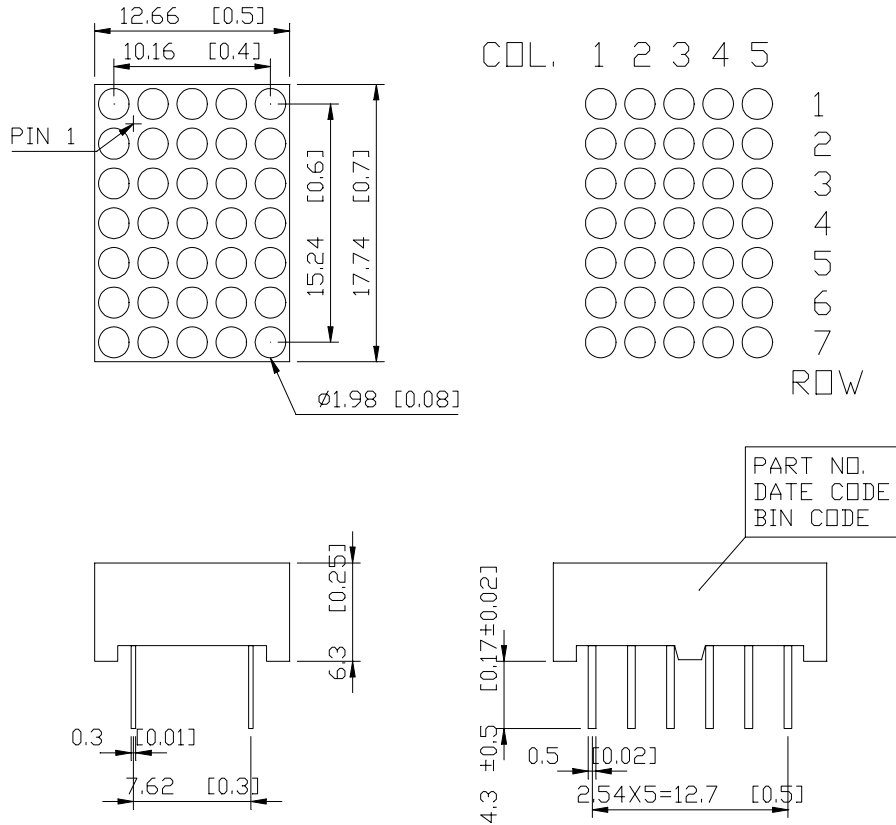 12.66 [0.5]
10.16 [0.4]
PIN 1
15.24 [0.6]
17.74 [0.7]
ø1.98 [0.08]
COL. 1 2 3 4 5
1
2
3
4
5
6
7
ROW
PART NO.
DATE CODE
BIN CODE
6.3 [0.25]
0.3 [0.01]
7.62 [0.3]
4.3 ±0.5 [0.17±0.02]
0.5 [0.02]
2.54X5=12.7 [0.5]